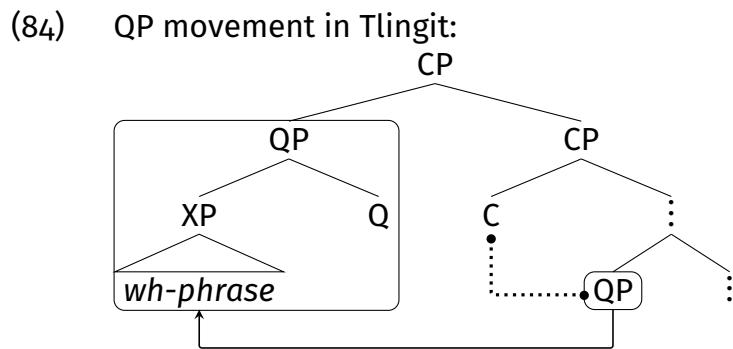 (84) QP movement in Tlingit:
CP
QP CP
XP Q C ⋮
wh-phrase QP ⋮